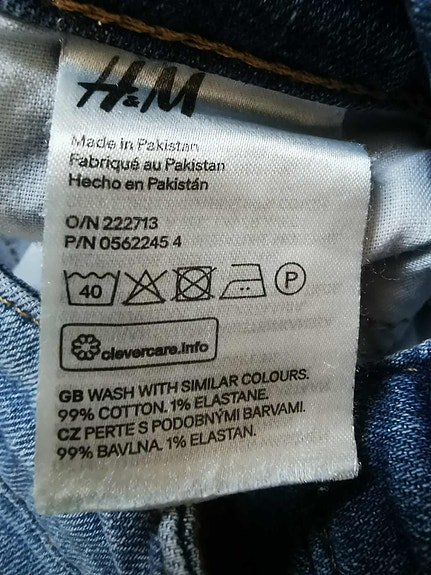 H&M
Made in Pakistan
Fabriqué au Pakistan
Hecho en Pakistán
O/N 222713
P/N 0562245 4
40 P
clevercare.info
GB WASH WITH SIMILAR COLOURS.
99% COTTON. 1% ELASTANE.
CZ PERTE S PODOBNÝMI BARVAMI.
99% BAVLNA. 1% ELASTAN.